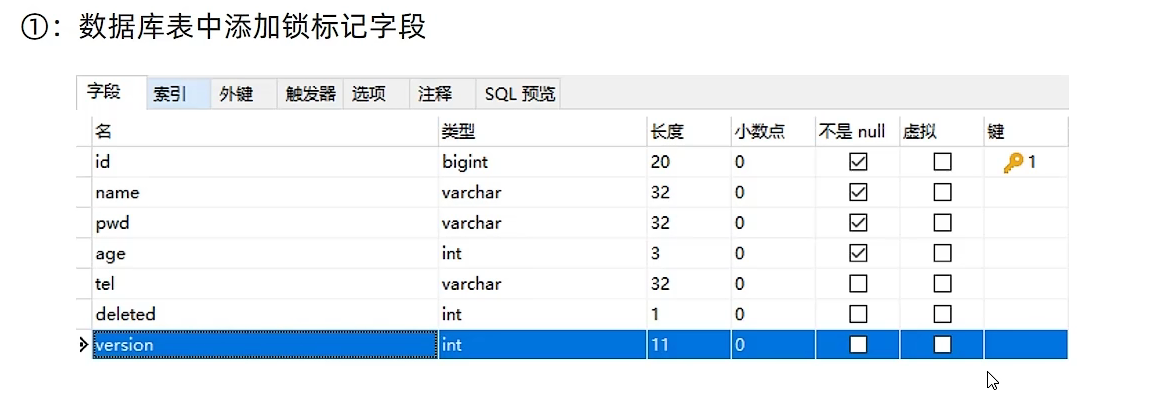 ①：数据库表中添加锁标记字段
字段 索引 外键 触发器 选项 注释 SQL 预览
名 类型 长度 小数点 不是 null 虚拟 键
id bigint 20 0 1
name varchar 32 0
pwd varchar 32 0
age int 3 0
tel varchar 32 0
deleted int 1 0
version int 11 0